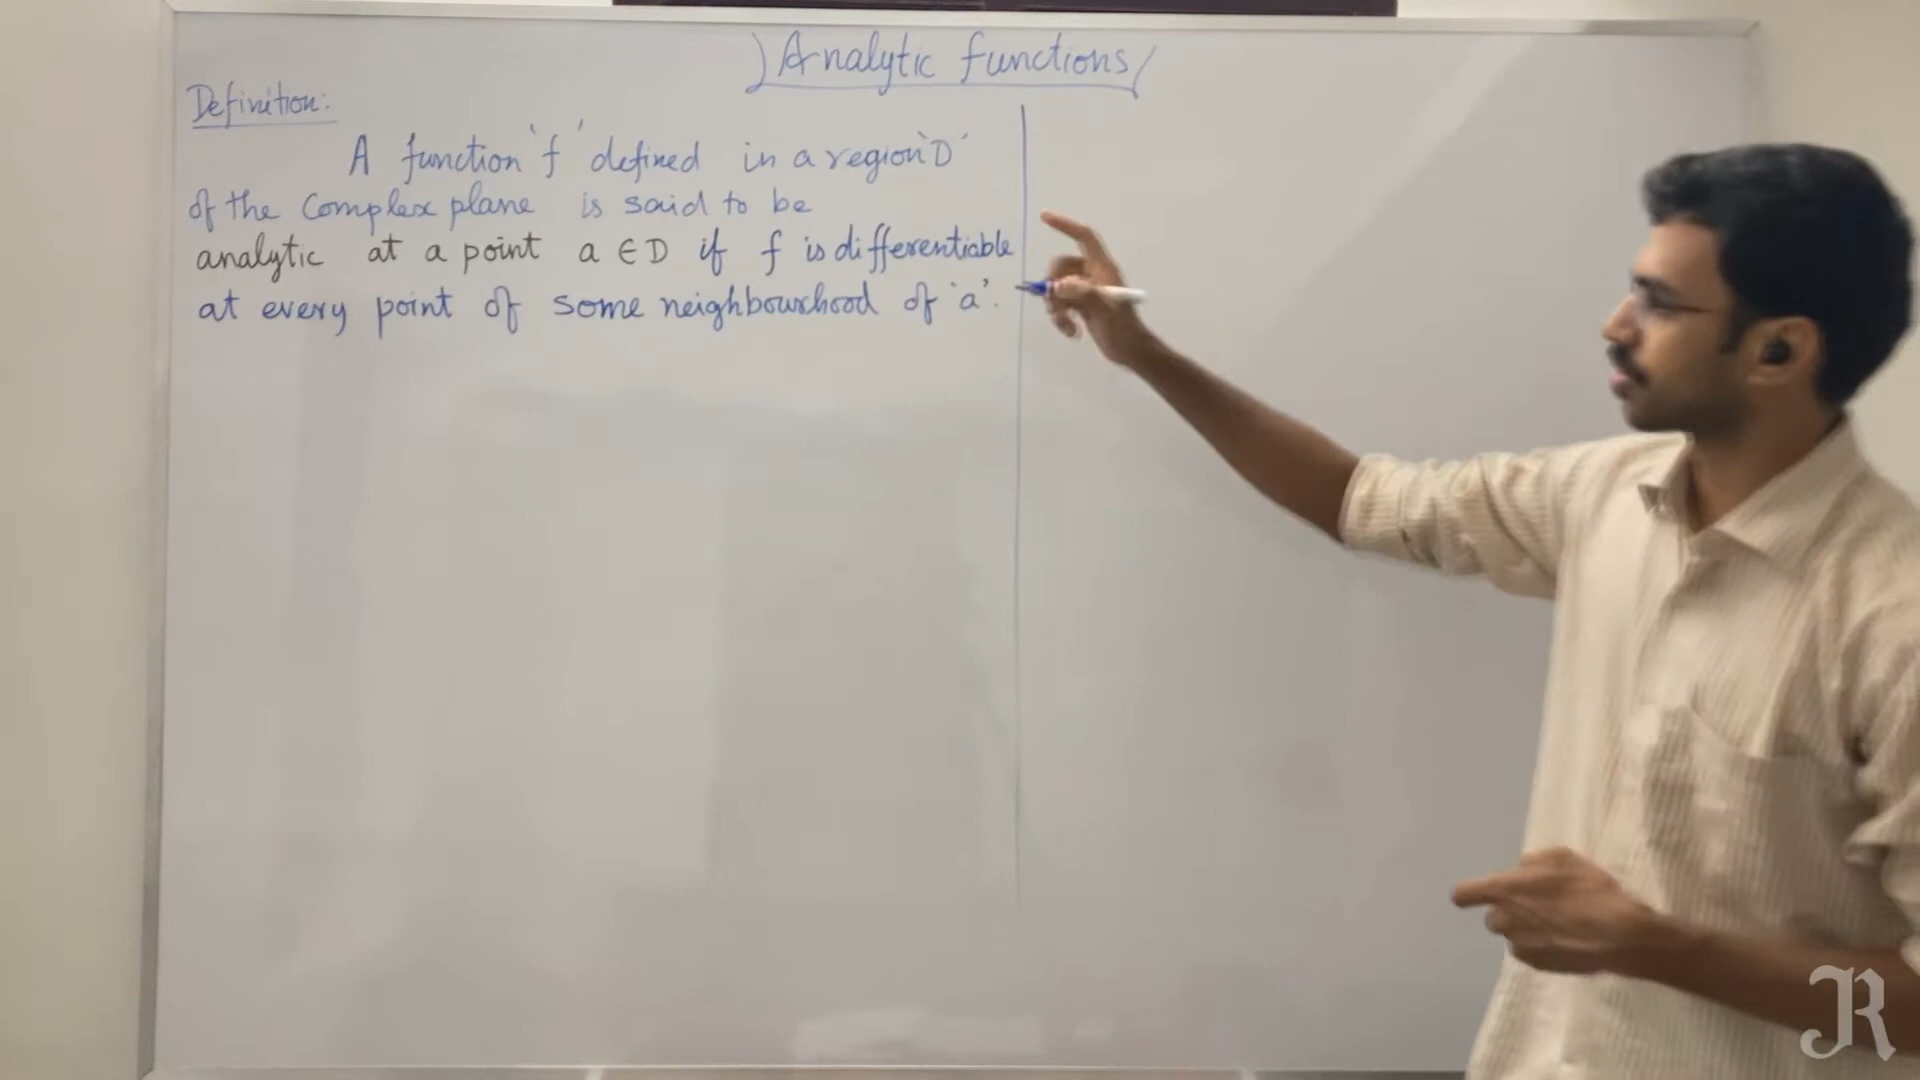 Analytic functions
Definition:
A function 'f' defined in a region 'D'
of the Complex plane is said to be
analytic at a point a ∈ D if f is differentiable
at every point of some neighbourhood of 'a'.
R